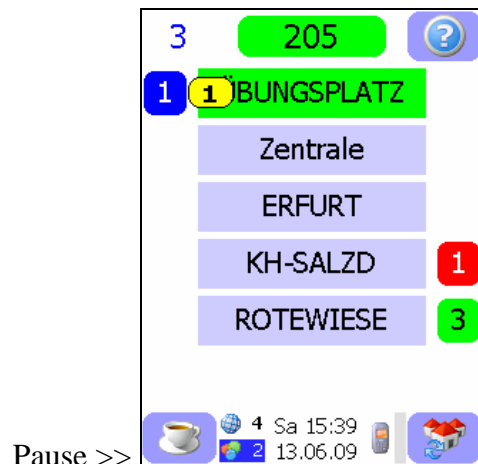 3 205 ?
1 1 BUNGSPLATZ
Zentrale
ERFURT
KH-SALZD 1
ROTEWIESE 3
4 Sa 15:39
Pause >> 2 13.06.09